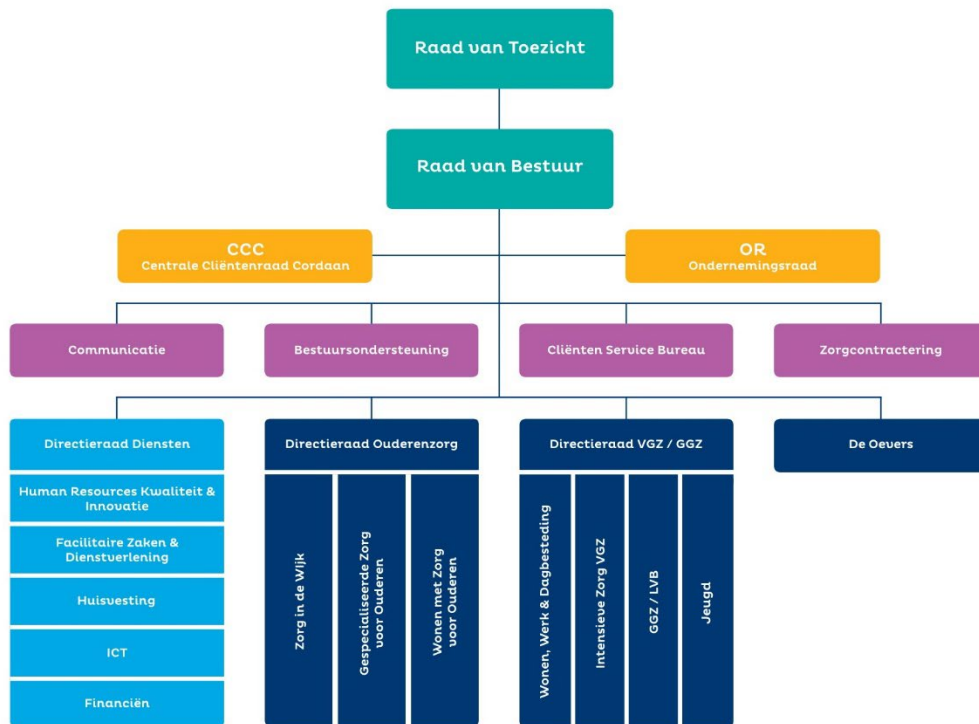 Raad van Toezicht
Raad van Bestuur
CCC
Centrale Cliëntenraad Cordaan
OR
Ondernemingsraad
Communicatie
Bestuursondersteuning
Cliënten Service Bureau
Zorgcontractering
Directieraad Diensten
Human Resources Kwaliteit &
Innovatie
Facilitaire Zaken &
Dienstverlening
Huisvesting
ICT
Financiën
Directieraad Ouderenzorg
Zorg in de WIjk
Gespecialiseerde Zorg
voor Ouderen
Wonen met Zorg
voor Ouderen
Directieraad VGZ / GGZ
Wonen, Werk & Dagbesteding
Intensieve Zorg VGZ
GGZ / LVB
Jeugd
De Oevers